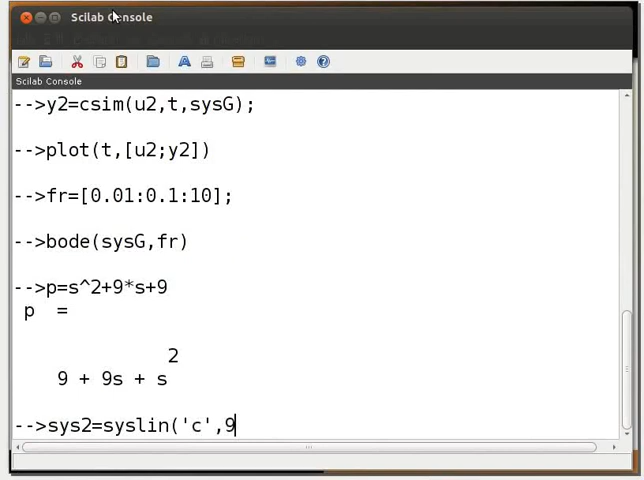 Scilab Console
Scilab Console
-->y2=csim(u2,t,sysG);
-->plot(t,[u2;y2])
-->fr=[0.01:0.1:10];
-->bode(sysG,fr)
-->p=s^2+9*s+9
p =
2
9 + 9s + s
-->sys2=syslin('c',9